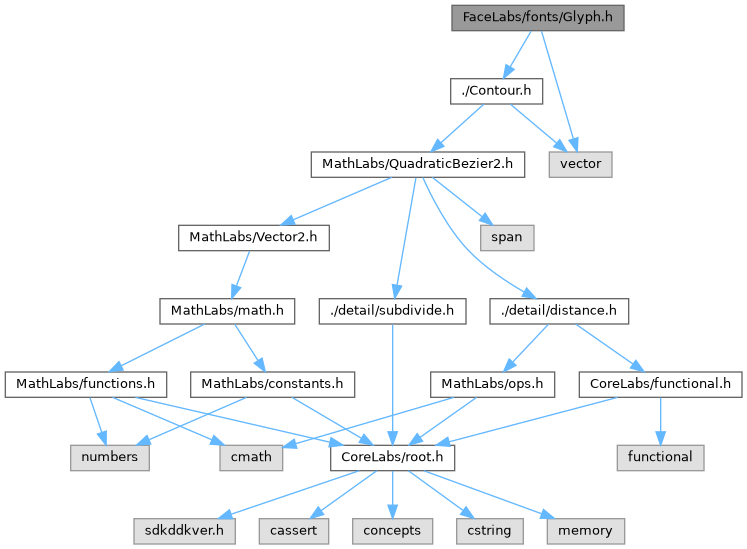 FaceLabs/fonts/Glyph.h
./Contour.h
MathLabs/QuadraticBezier2.h
vector
MathLabs/Vector2.h
span
MathLabs/math.h
./detail/subdivide.h
./detail/distance.h
MathLabs/functions.h
MathLabs/constants.h
MathLabs/ops.h
CoreLabs/functional.h
numbers
cmath
CoreLabs/root.h
functional
sdkddkver.h
cassert
concepts
cstring
memory